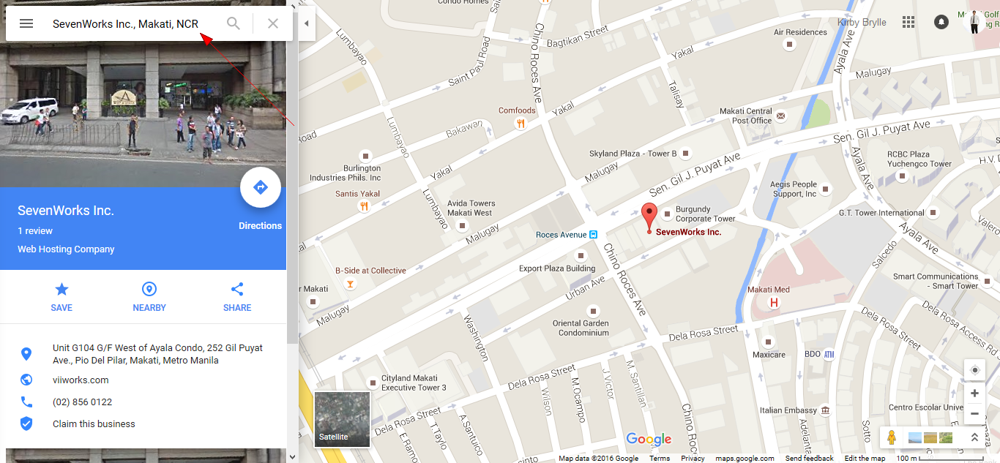 SevenWorks Inc., Makati, NCR
A
SevenWorks Inc.
1 review
Web Hosting Company
Directions
SAVE
NEARBY
SHARE
Unit G104 G/F West of Ayala Condo, 252 Gil Puyat
Ave., Pio Del Pilar, Makati, Metro Manila
viiworks.com
(02) 856 0122
Claim this business
Condo Homes
Kirby Brylle
Golf
Air Residences
Bagtikan Street
Chino Roces Ave
Lumbayao
Saint Paul Road
Yakal
Talisay
Ayala Ave
Malugay
Comfoods
Yakal
Makati Central
Post Office
Bakawan
Lumbayao
Road
Sen. Gil J. Puyat Ave
Burlington
Industries Phils. Inc
Skyland Plaza - Tower B
Malugay
Yakal
Sen. Gil J. Puyat Ave
Ayala Ave
RCBC Plaza
Yuchengco Tower
H.V.
Santis Yakal
Lumbayao
Avida Towers
Makati West
Aegis People
Support, Inc
Burgundy
Corporate Tower
G.T. Tower International
SevenWorks Inc.
Roces Avenue
Malugay
Ayala Ave
Salcedo
B-Side at Collective
Export Plaza Building
Urban Ave
Chino Roces Ave
Smart Communications
- Smart Tower
r Makati
Makati Med
H
Malugay
Washington
Oriental Garden
Condominium
Dela Rosa Street
Dela Rosa Street
Dela Rosa Access Rd
Maxicare
BDO
ATM
Cityland Makati
Executive Tower 3
Dela Rosa Street
Wilson
M.Ocampo
J Victor
M. Santillan
Chino Roces
Italian Embassy
Centro Escolar Unive
Dela Rosa Street
E.Ramos
T.Taylo
A.Santuico
Adelantado
Sotto
Satellite
Google
Map data ©2016 Google
Terms
Privacy
maps.google.com
Send feedback
Edit the map
100 m